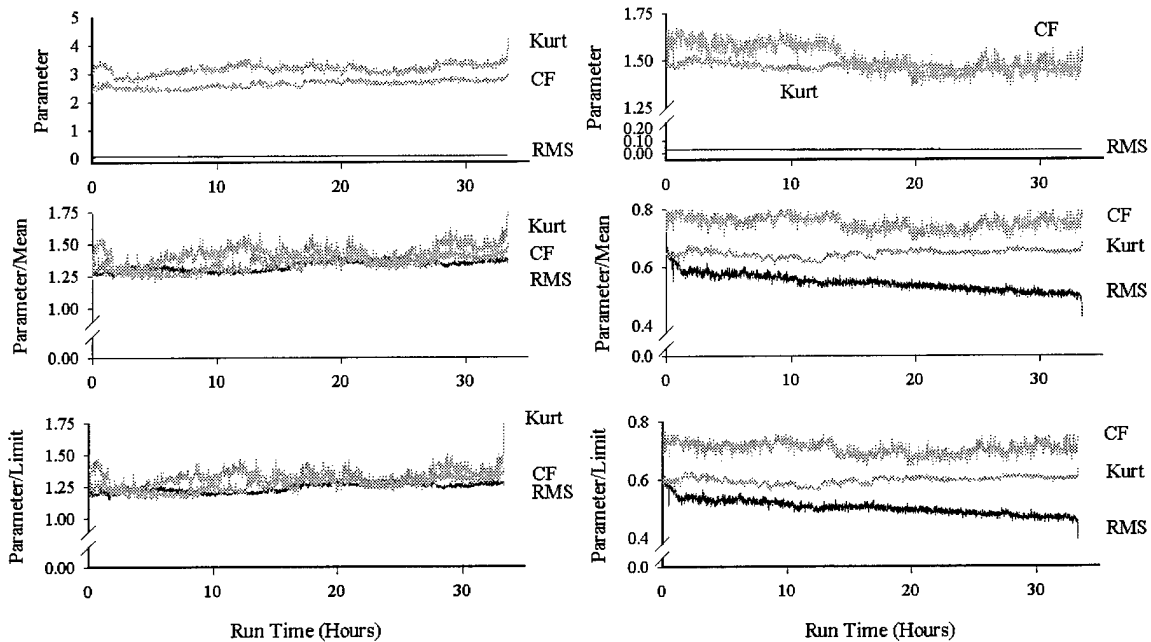 Parameter
5
4
3
2
1
0
0
10
20
30
Kurt
CF
RMS
Parameter
1.75
1.50
1.25
0.20
0.10
0.00
0
10
20
30
CF
Kurt
RMS
Parameter/Mean
1.75
1.50
1.25
1.00
0.00
0
10
20
30
Kurt
CF
RMS
Parameter/Mean
0.8
0.6
0.4
0.0
0
10
20
30
CF
Kurt
RMS
Parameter/Limit
1.75
1.50
1.25
1.00
0.00
0
10
20
30
Kurt
CF
RMS
Run Time (Hours)
Parameter/Limit
0.8
0.6
0.4
0.0
0
10
20
30
CF
Kurt
RMS
Run Time (Hours)